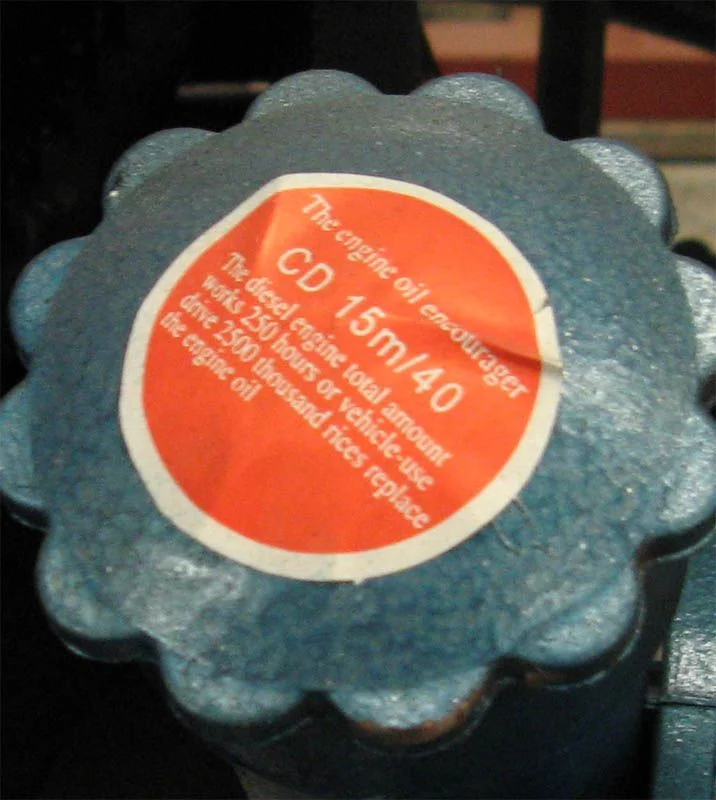 The engine oil encourager
CD 15m/40
The diesel engine total amount
works 250 hours or vehicle-use
drive 2500 thousand rices replace
the engine oil